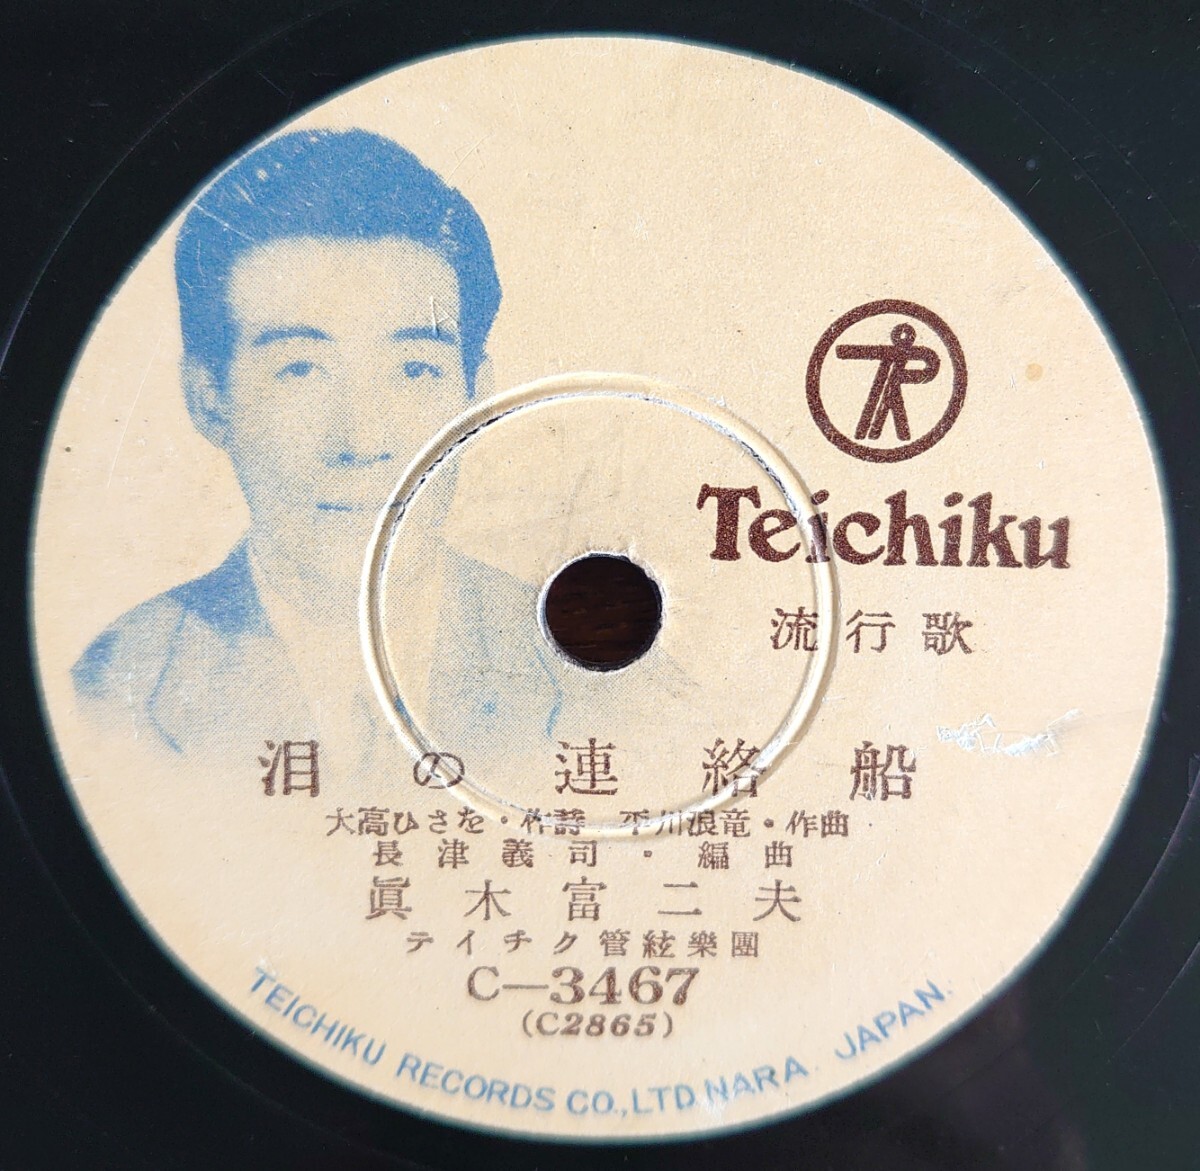 Teichiku
流行歌
泪の連絡船
大高ひさを・作詩 平川浪竜・作曲
長津義司・編曲
眞木富二夫
テイチク管絃樂團
C—3467
(C2865)
TEICHIKU RECORDS CO.,LTD.NARA. JAPAN.